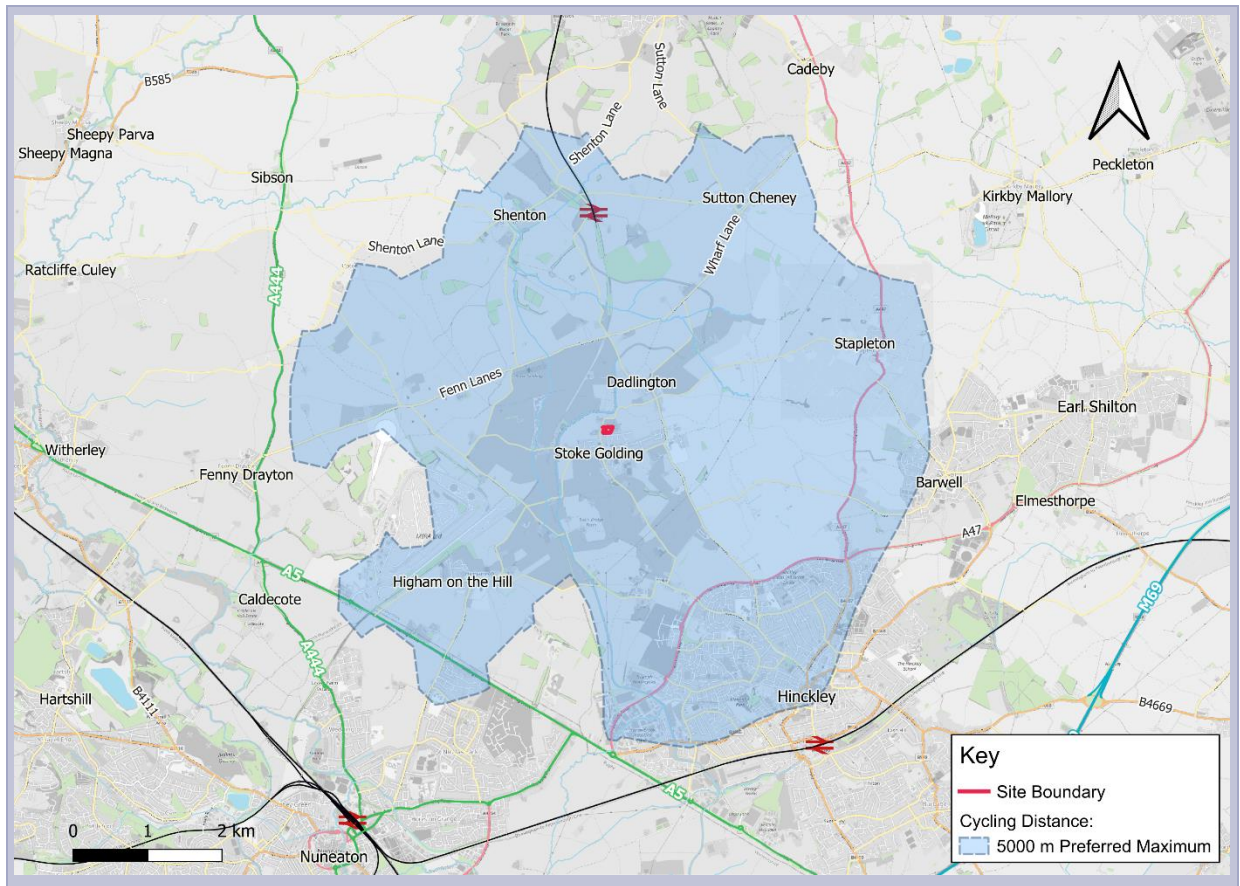 Cadeby
Sutton Lane
B585
Shenton Lane
Sheepy Parva
Sheepy Magna
Peckleton
Sibson
Kirkby Mallory
Sutton Cheney
Shenton
Wharf Lane
Shenton Lane
Ratcliffe Culey
A444
Stapleton
Fenn Lanes
Dadlington
Earl Shilton
Witherley
Stoke Golding
Fenny Drayton
Barwell
Elmesthorpe
A47
A5
Higham on the Hill
Caldecote
M69
A444
Hartshill
B4111
Hinckley
B4669
A5
Nuneaton
0 1 2 km
Key
Site Boundary
Cycling Distance:
5000 m Preferred Maximum